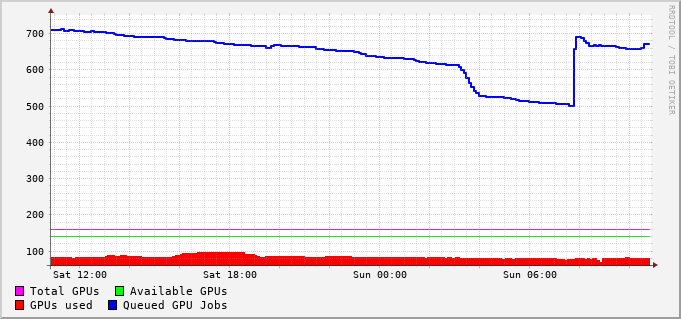 700
600
500
400
300
200
100
Sat 12:00 Sat 18:00 Sun 00:00 Sun 06:00
Total GPUs Available GPUs
GPUs used Queued GPU Jobs
RRDTOOL / TOBI OETIKER